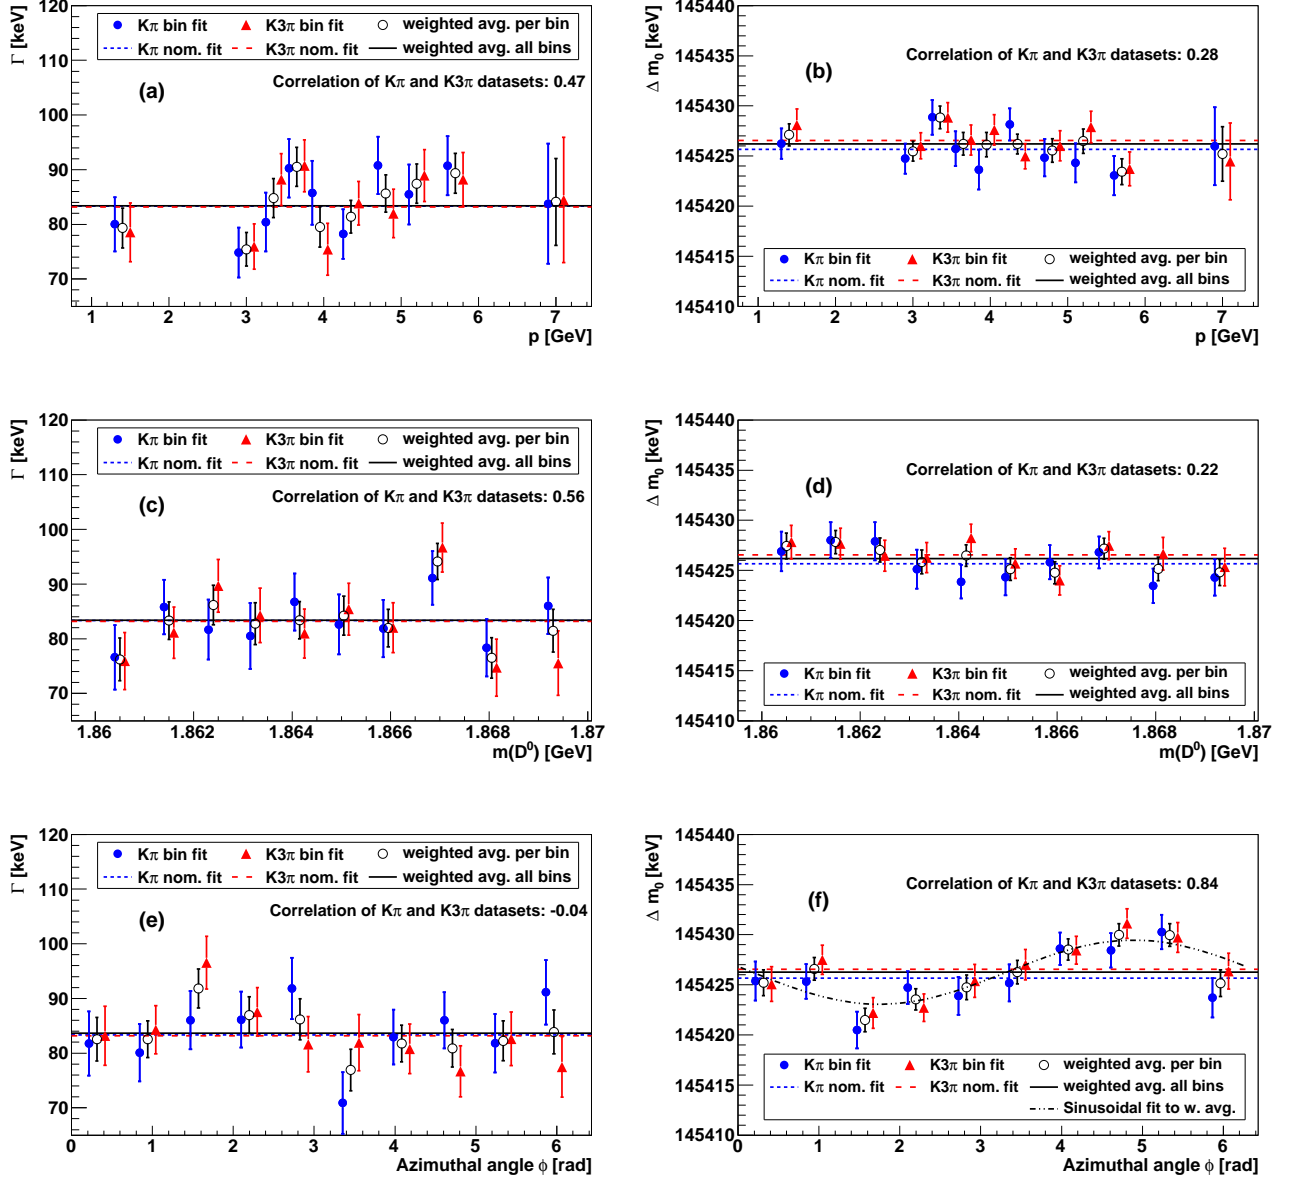 Γ [keV]
120
110
100
90
80
70
Kπ bin fit
K3π bin fit
weighted avg. per bin
Kπ nom. fit
K3π nom. fit
weighted avg. all bins
(a)
Correlation of Kπ and K3π datasets: 0.47
1 2 3 4 5 6 7
p [GeV]
Δ m₀ [keV]
145440
145435
145430
145425
145420
145415
145410
(b)
Correlation of Kπ and K3π datasets: 0.28
Kπ bin fit
K3π bin fit
weighted avg. per bin
Kπ nom. fit
K3π nom. fit
weighted avg. all bins
1 2 3 4 5 6 7
p [GeV]
Γ [keV]
120
110
100
90
80
70
Kπ bin fit
K3π bin fit
weighted avg. per bin
Kπ nom. fit
K3π nom. fit
weighted avg. all bins
(c)
Correlation of Kπ and K3π datasets: 0.56
1.86 1.862 1.864 1.866 1.868 1.87
m(D⁰) [GeV]
Δ m₀ [keV]
145440
145435
145430
145425
145420
145415
145410
(d)
Correlation of Kπ and K3π datasets: 0.22
Kπ bin fit
K3π bin fit
weighted avg. per bin
Kπ nom. fit
K3π nom. fit
weighted avg. all bins
1.86 1.862 1.864 1.866 1.868 1.87
m(D⁰) [GeV]
Γ [keV]
120
110
100
90
80
70
Kπ bin fit
K3π bin fit
weighted avg. per bin
Kπ nom. fit
K3π nom. fit
weighted avg. all bins
(e)
Correlation of Kπ and K3π datasets: -0.04
0 1 2 3 4 5 6
Azimuthal angle ϕ [rad]
Δ m₀ [keV]
145440
145435
145430
145425
145420
145415
145410
(f)
Correlation of Kπ and K3π datasets: 0.84
Kπ bin fit
K3π bin fit
weighted avg. per bin
Kπ nom. fit
K3π nom. fit
weighted avg. all bins
Sinusoidal fit to w. avg.
0 1 2 3 4 5 6
Azimuthal angle ϕ [rad]